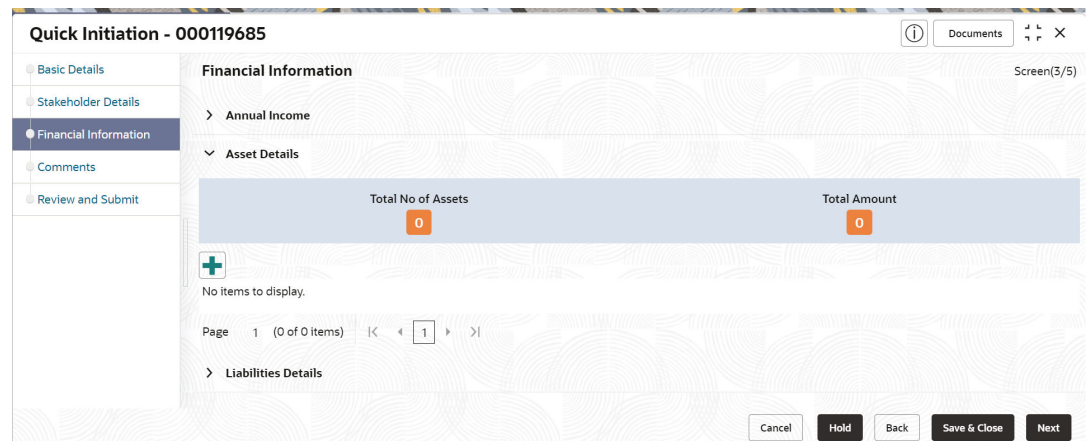 Quick Initiation - 000119685
Documents
Basic Details
Stakeholder Details
Financial Information
Comments
Review and Submit
Financial Information
Screen(3/5)
Annual Income
Asset Details
Total No of Assets Total Amount
0 0
No items to display.
Page 1 (0 of 0 items) 1
Liabilities Details
Cancel Hold Back Save & Close Next